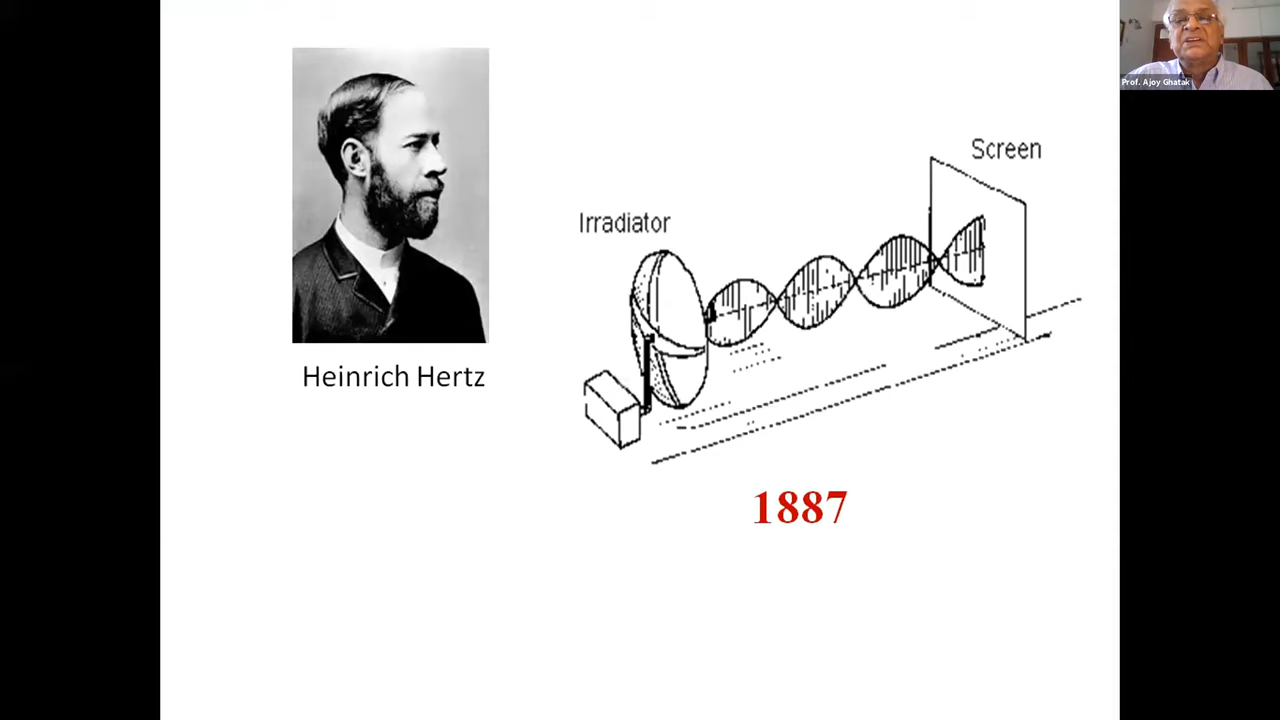 Prof. Ajoy Ghatak
Screen
Irradiator
Heinrich Hertz
1887